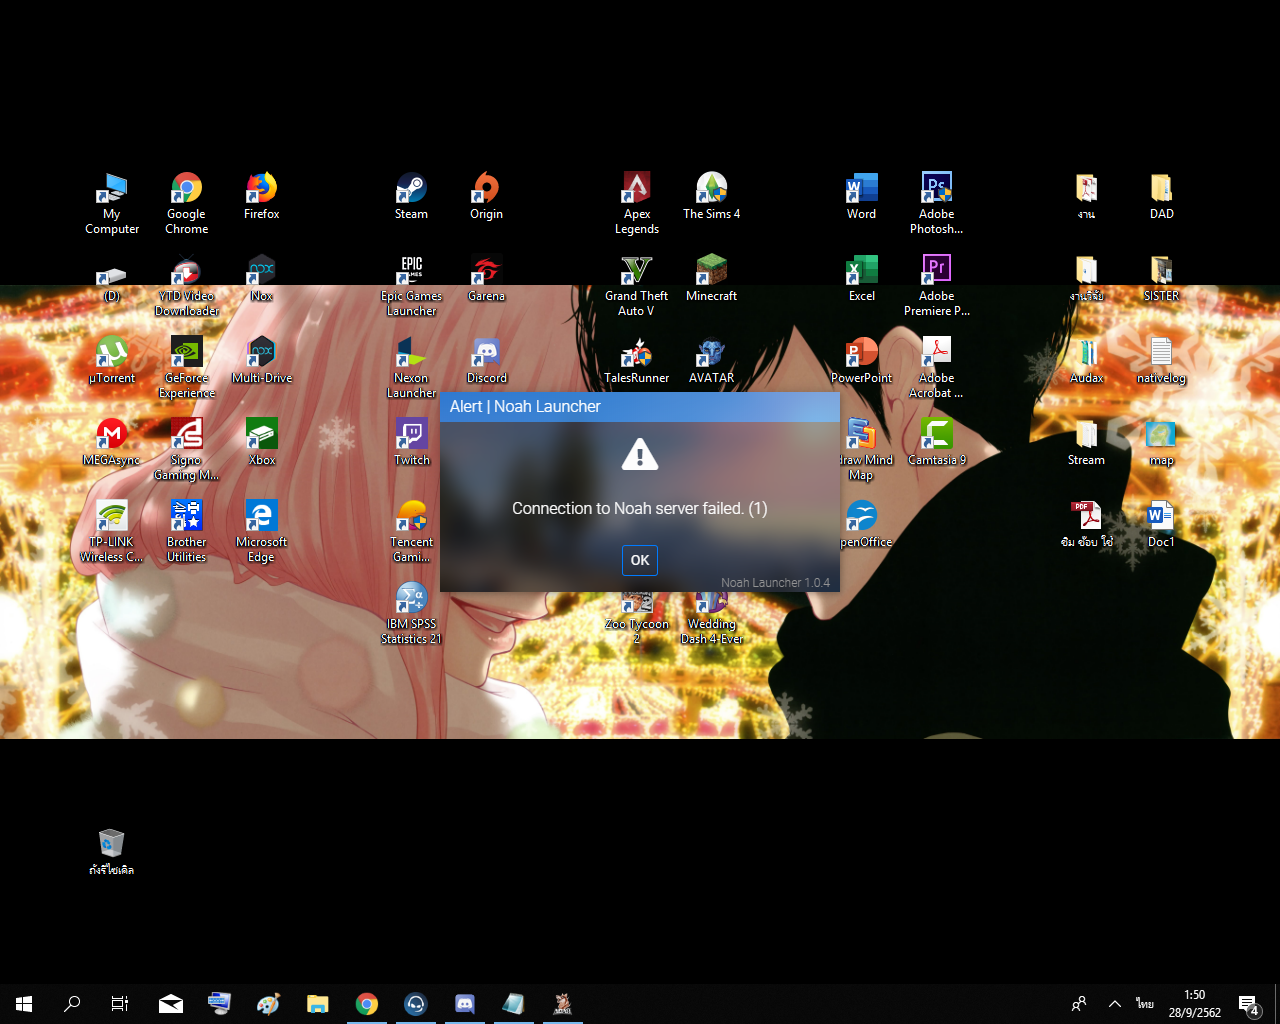 My
Computer
Google
Chrome
Firefox
Steam
Origin
Apex
Legends
The Sims 4
Word
Adobe
Photosh...
งาน
DAD
(D)
YTD Video
Downloader
Nox
EPIC
GAMES
Epic Games
Launcher
Garena
Grand Theft
Auto V
Minecraft
Excel
Adobe
Premiere P...
งานวิจัย
SISTER
µTorrent
GeForce
Experience
Multi-Drive
Nexon
Launcher
Discord
TalesRunner
AVATAR
PowerPoint
Adobe
Acrobat ...
Audax
nativelog
Alert | Noah Launcher
MEGAsync
Signo
Gaming M...
Xbox
Twitch
draw Mind
Map
Camtasia 9
Stream
map
Connection to Noah server failed. (1)
OK
Noah Launcher 1.0.4
TP-LINK
Wireless C...
Brother
Utilities
Microsoft
Edge
Tencent
Gami...
penOffice
ชิม ช้อบ ใช้
Doc1
IBM SPSS
Statistics 21
Zoo Tycoon
2
Wedding
Dash 4-Ever
ถังรีไซเคิล
ไทย
1:50
28/9/2562
4